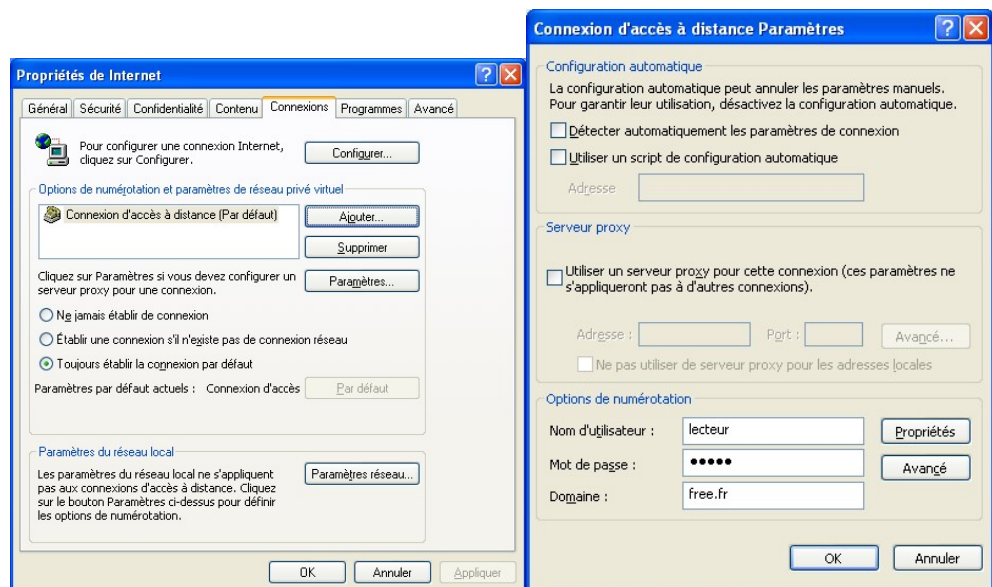 Propriétés de Internet
Général Sécurité Confidentialité Contenu Connexions Programmes Avancé
Pour configurer une connexion Internet,
cliquez sur Configurer.
Configurer...
Options de numérotation et paramètres de réseau privé virtuel
Connexion d'accès à distance (Par défaut)
Ajouter...
Supprimer
Cliquez sur Paramètres si vous devez configurer un
serveur proxy pour une connexion.
Paramètres...
Ne jamais établir de connexion
Établir une connexion s'il n'existe pas de connexion réseau
Toujours établir la connexion par défaut
Paramètres par défaut actuels : Connexion d'accès
Par défaut
Paramètres du réseau local
Les paramètres du réseau local ne s'appliquent
pas aux connexions d'accès à distance. Cliquez
sur le bouton Paramètres ci-dessus pour définir
les options de numérotation.
Paramètres réseau...
OK Annuler Appliquer
Connexion d'accès à distance Paramètres
Configuration automatique
La configuration automatique peut annuler les paramètres manuels.
Pour garantir leur utilisation, désactivez la configuration automatique.
Détecter automatiquement les paramètres de connexion
Utiliser un script de configuration automatique
Adresse
Serveur proxy
Utiliser un serveur proxy pour cette connexion (ces paramètres ne
s'appliqueront pas à d'autres connexions).
Adresse : Port : Avancé...
Ne pas utiliser de serveur proxy pour les adresses locales
Options de numérotation
Nom d'utilisateur : lecteur Propriétés
Mot de passe : ●●●●● Avancé
Domaine : free.fr
OK Annuler